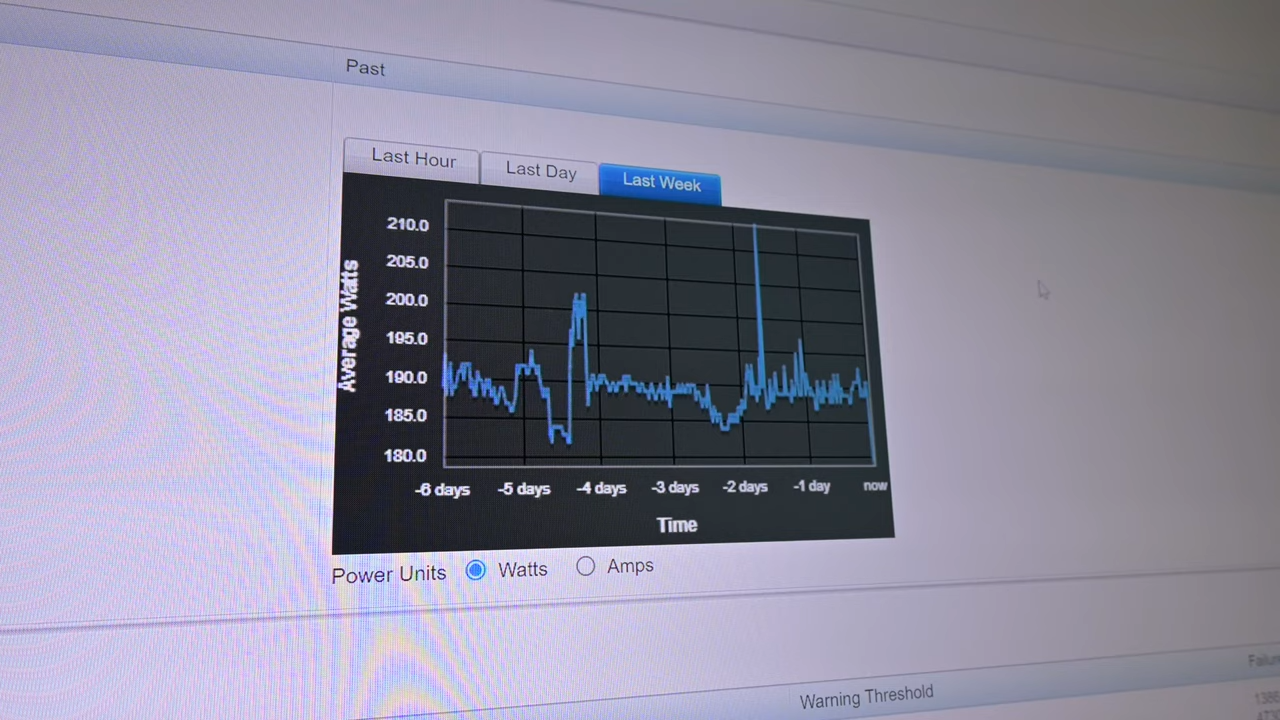 Past
Last Hour
Last Day
Last Week
210.0
205.0
200.0
195.0
190.0
185.0
180.0
Average Watts
-6 days -5 days -4 days -3 days -2 days -1 day now
Time
Power Units Watts Amps
Warning Threshold